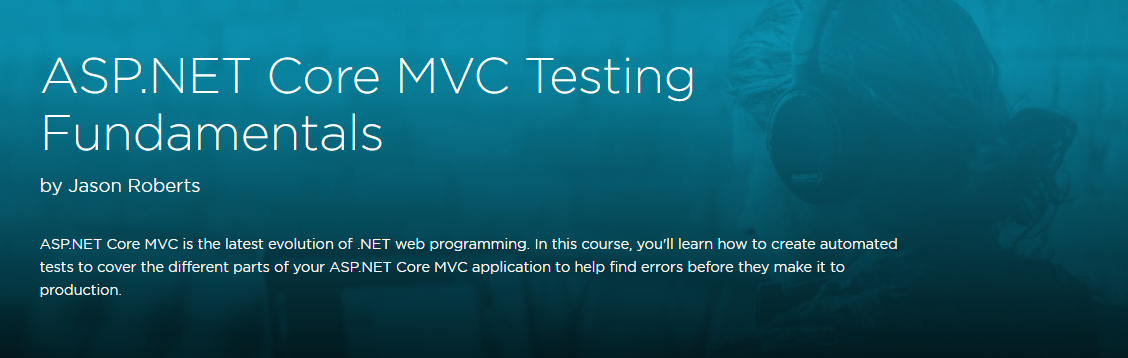 ASP.NET Core MVC Testing
Fundamentals
by Jason Roberts
ASP.NET Core MVC is the latest evolution of .NET web programming. In this course, you'll learn how to create automated
tests to cover the different parts of your ASP.NET Core MVC application to help find errors before they make it to
production.